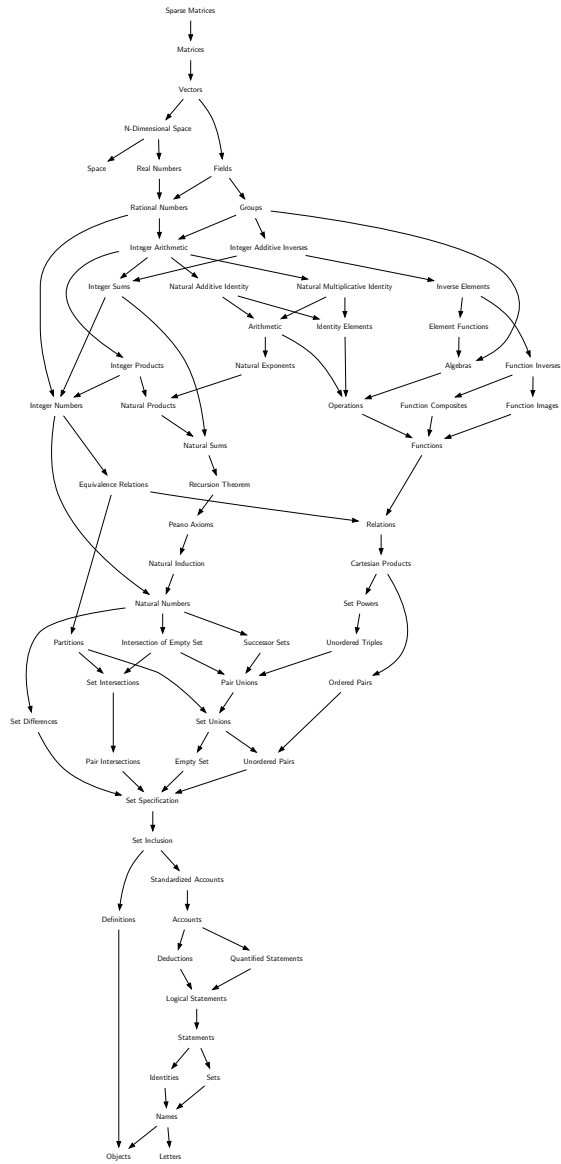 Sparse Matrices
Matrices
Vectors
N-Dimensional Space
Space
Real Numbers
Fields
Rational Numbers
Groups
Integer Arithmetic
Integer Additive Inverses
Integer Sums
Natural Additive Identity
Natural Multiplicative Identity
Inverse Elements
Arithmetic
Identity Elements
Element Functions
Integer Products
Natural Exponents
Algebras
Function Inverses
Integer Numbers
Natural Products
Operations
Function Composites
Function Images
Natural Sums
Functions
Equivalence Relations
Recursion Theorem
Peano Axioms
Relations
Natural Induction
Cartesian Products
Natural Numbers
Set Powers
Partitions
Intersection of Empty Set
Successor Sets
Unordered Triples
Set Intersections
Pair Unions
Ordered Pairs
Set Differences
Set Unions
Pair Intersections
Empty Set
Unordered Pairs
Set Specification
Set Inclusion
Standardized Accounts
Definitions
Accounts
Deductions
Quantified Statements
Logical Statements
Statements
Identities
Sets
Names
Objects
Letters